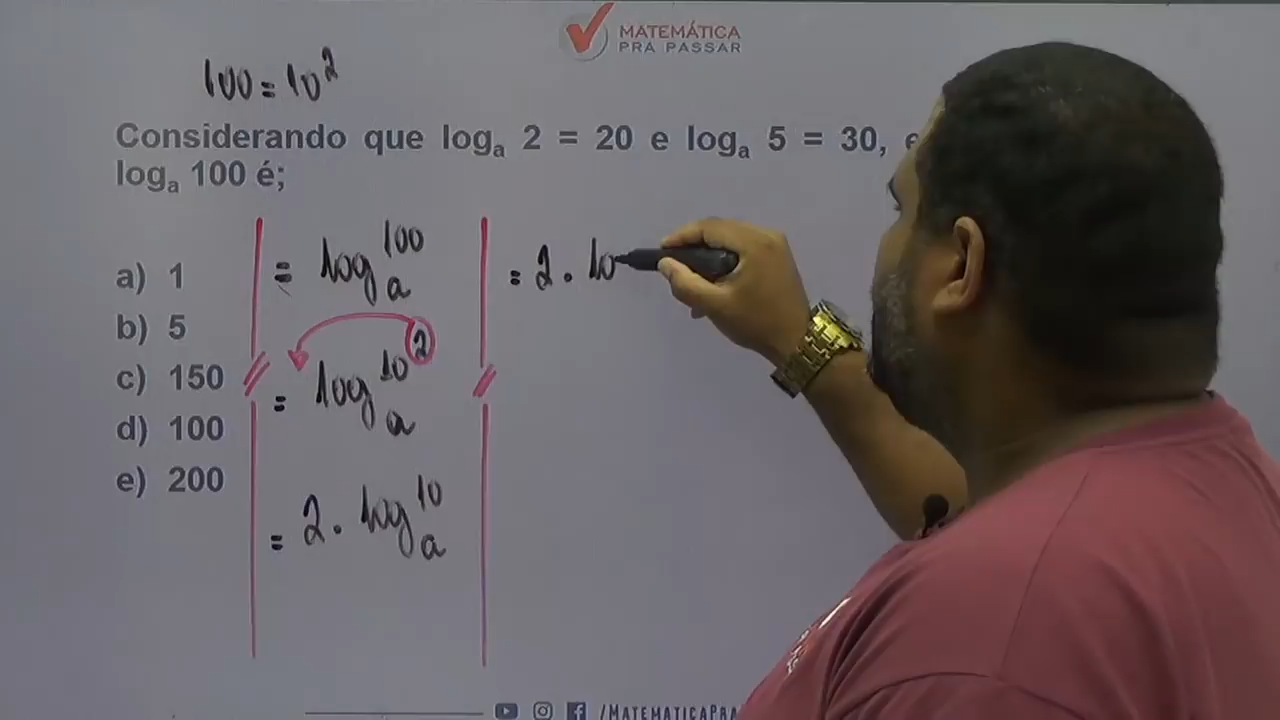 MATEMÁTICA
PRA PASSAR
100 = 10²
Considerando que logₐ 2 = 20 e logₐ 5 = 30,
logₐ 100 é;
a) 1
b) 5
c) 150
d) 100
e) 200
= logₐ 100
= logₐ 10²
= 2 . logₐ 10
= 2 . lo
/MATEMATICAPRA